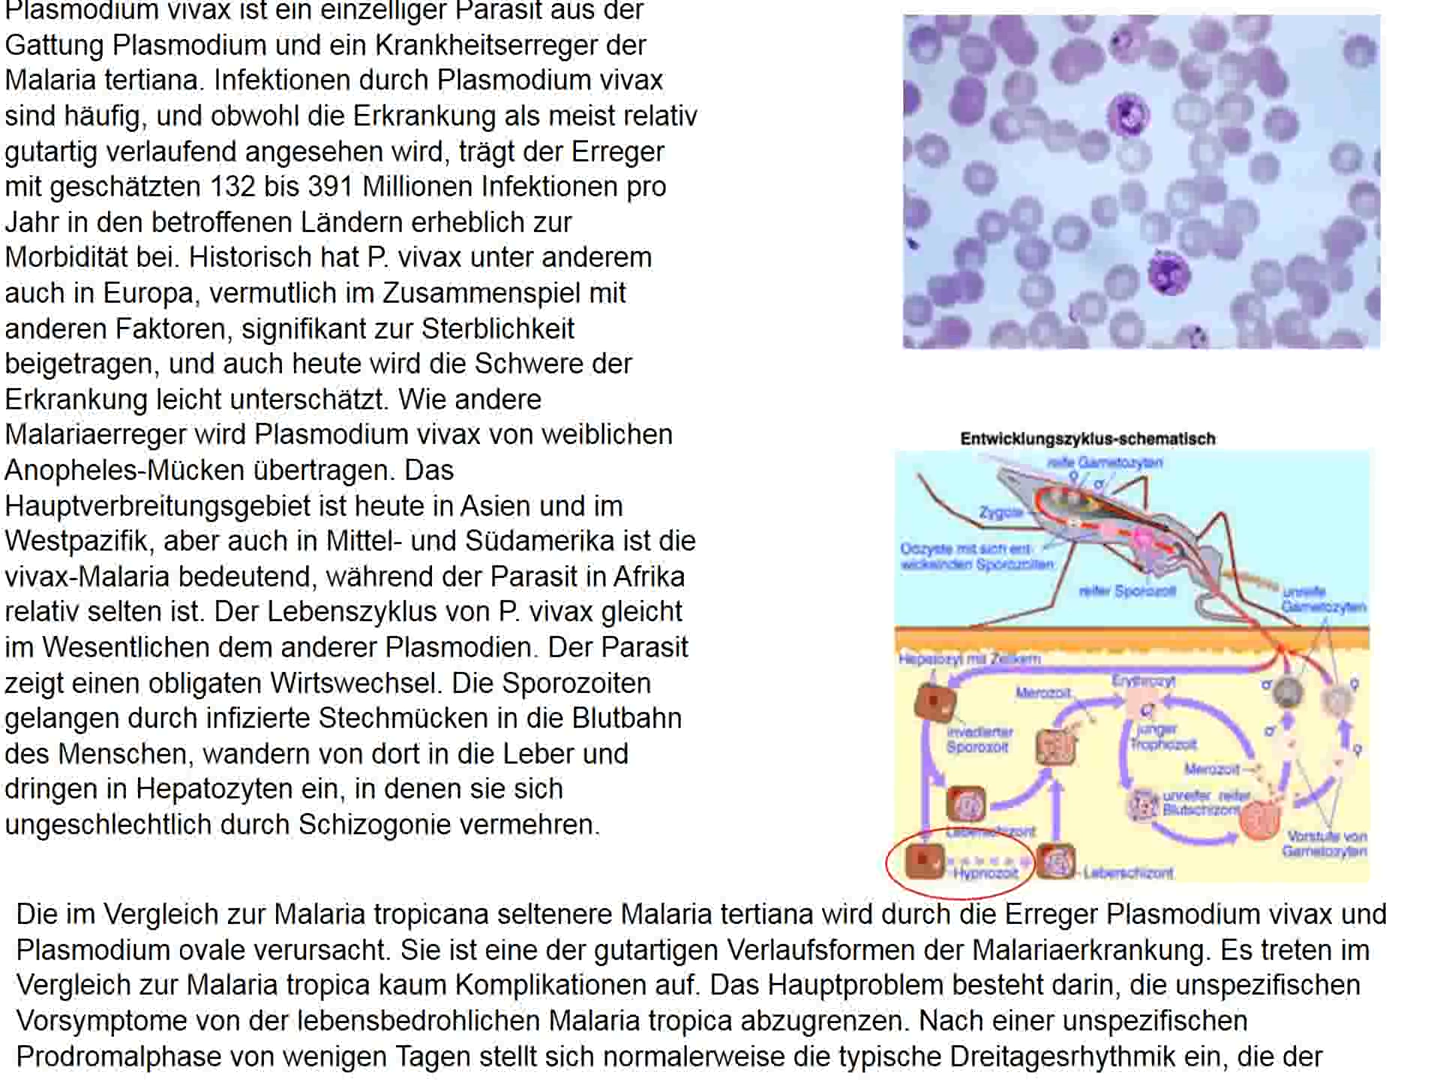 Plasmodium vivax ist ein einzelliger Parasit aus der
Gattung Plasmodium und ein Krankheitserreger der
Malaria tertiana. Infektionen durch Plasmodium vivax
sind häufig, und obwohl die Erkrankung als meist relativ
gutartig verlaufend angesehen wird, trägt der Erreger
mit geschätzten 132 bis 391 Millionen Infektionen pro
Jahr in den betroffenen Ländern erheblich zur
Morbidität bei. Historisch hat P. vivax unter anderem
auch in Europa, vermutlich im Zusammenspiel mit
anderen Faktoren, signifikant zur Sterblichkeit
beigetragen, und auch heute wird die Schwere der
Erkrankung leicht unterschätzt. Wie andere
Malariaerreger wird Plasmodium vivax von weiblichen
Anopheles-Mücken übertragen. Das
Hauptverbreitungsgebiet ist heute in Asien und im
Westpazifik, aber auch in Mittel- und Südamerika ist die
vivax-Malaria bedeutend, während der Parasit in Afrika
relativ selten ist. Der Lebenszyklus von P. vivax gleicht
im Wesentlichen dem anderer Plasmodien. Der Parasit
zeigt einen obligaten Wirtswechsel. Die Sporozoiten
gelangen durch infizierte Stechmücken in die Blutbahn
des Menschen, wandern von dort in die Leber und
dringen in Hepatozyten ein, in denen sie sich
ungeschlechtlich durch Schizogonie vermehren.
Entwicklungszyklus-schematisch
reife Gametozyten
♀ ♂
Zygote
Oozyste mit sich ent-
wickelnden Sporozoiten
reifer Sporozoit
unreife
Gametozyten
Hepatozyt mit Zellkern
Merozoit
Erythrozyt
♂ ♀
invadierter
Sporozoit
junger
Trophozoit
♂ ♀
Merozoit
unreifer reifer
Blutschizont
Leberschizont
Vorstufe von
Gametozyten
Hypnozoit
Leberschizont
Die im Vergleich zur Malaria tropicana seltenere Malaria tertiana wird durch die Erreger Plasmodium vivax und
Plasmodium ovale verursacht. Sie ist eine der gutartigen Verlaufsformen der Malariaerkrankung. Es treten im
Vergleich zur Malaria tropica kaum Komplikationen auf. Das Hauptproblem besteht darin, die unspezifischen
Vorsymptome von der lebensbedrohlichen Malaria tropica abzugrenzen. Nach einer unspezifischen
Prodromalphase von wenigen Tagen stellt sich normalerweise die typische Dreitagesrhythmik ein, die der